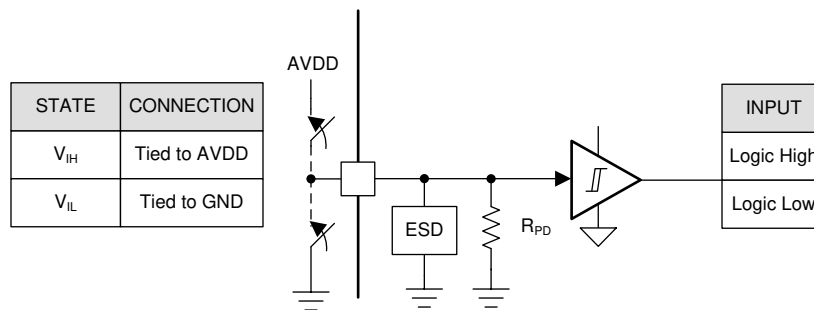 AVDD
STATE CONNECTION
V_IH Tied to AVDD
V_IL Tied to GND
ESD
R_PD
INPUT
Logic High
Logic Low